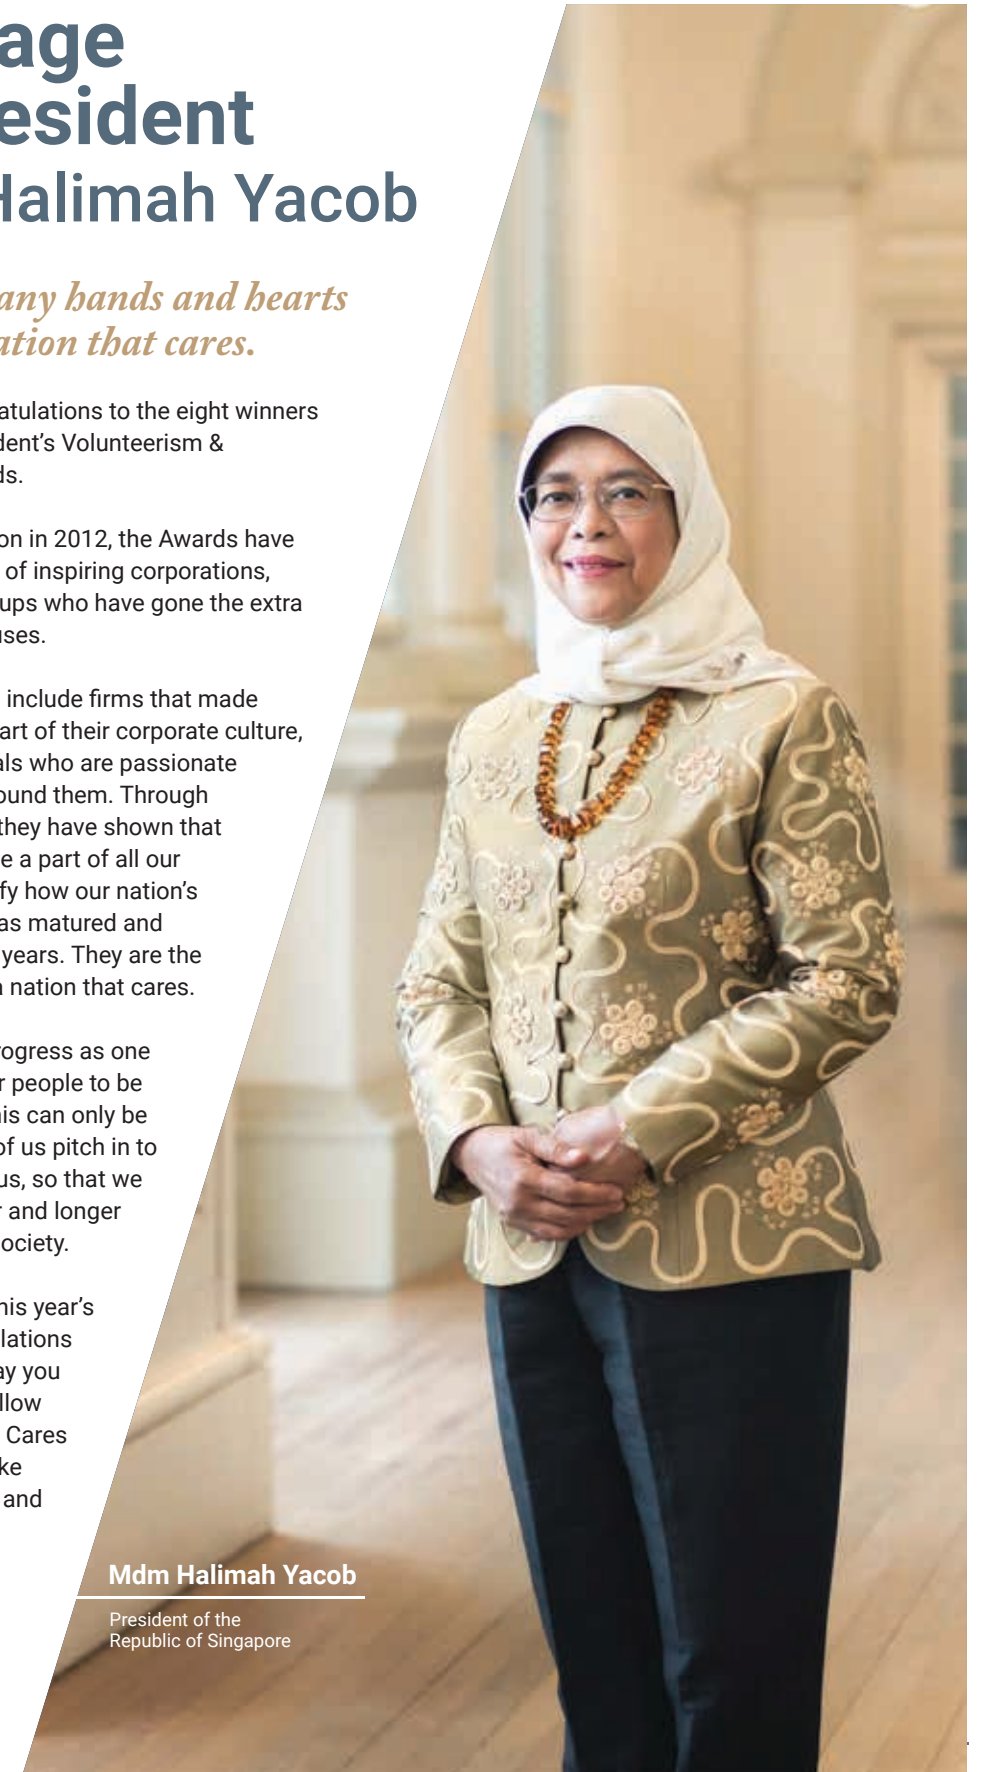 age
esident
Halimah Yacob
any hands and hearts
ation that cares.
atulations to the eight winners
dent’s Volunteerism &
ds.
on in 2012, the Awards have
of inspiring corporations,
ups who have gone the extra
uses.
include firms that made
art of their corporate culture,
als who are passionate
ound them. Through
they have shown that
e a part of all our
fy how our nation’s
as matured and
years. They are the
a nation that cares.
rogress as one
r people to be
his can only be
of us pitch in to
us, so that we
r and longer
ociety.
his year’s
lations
ay you
llow
Cares
ke
and
Mdm Halimah Yacob
President of the
Republic of Singapore